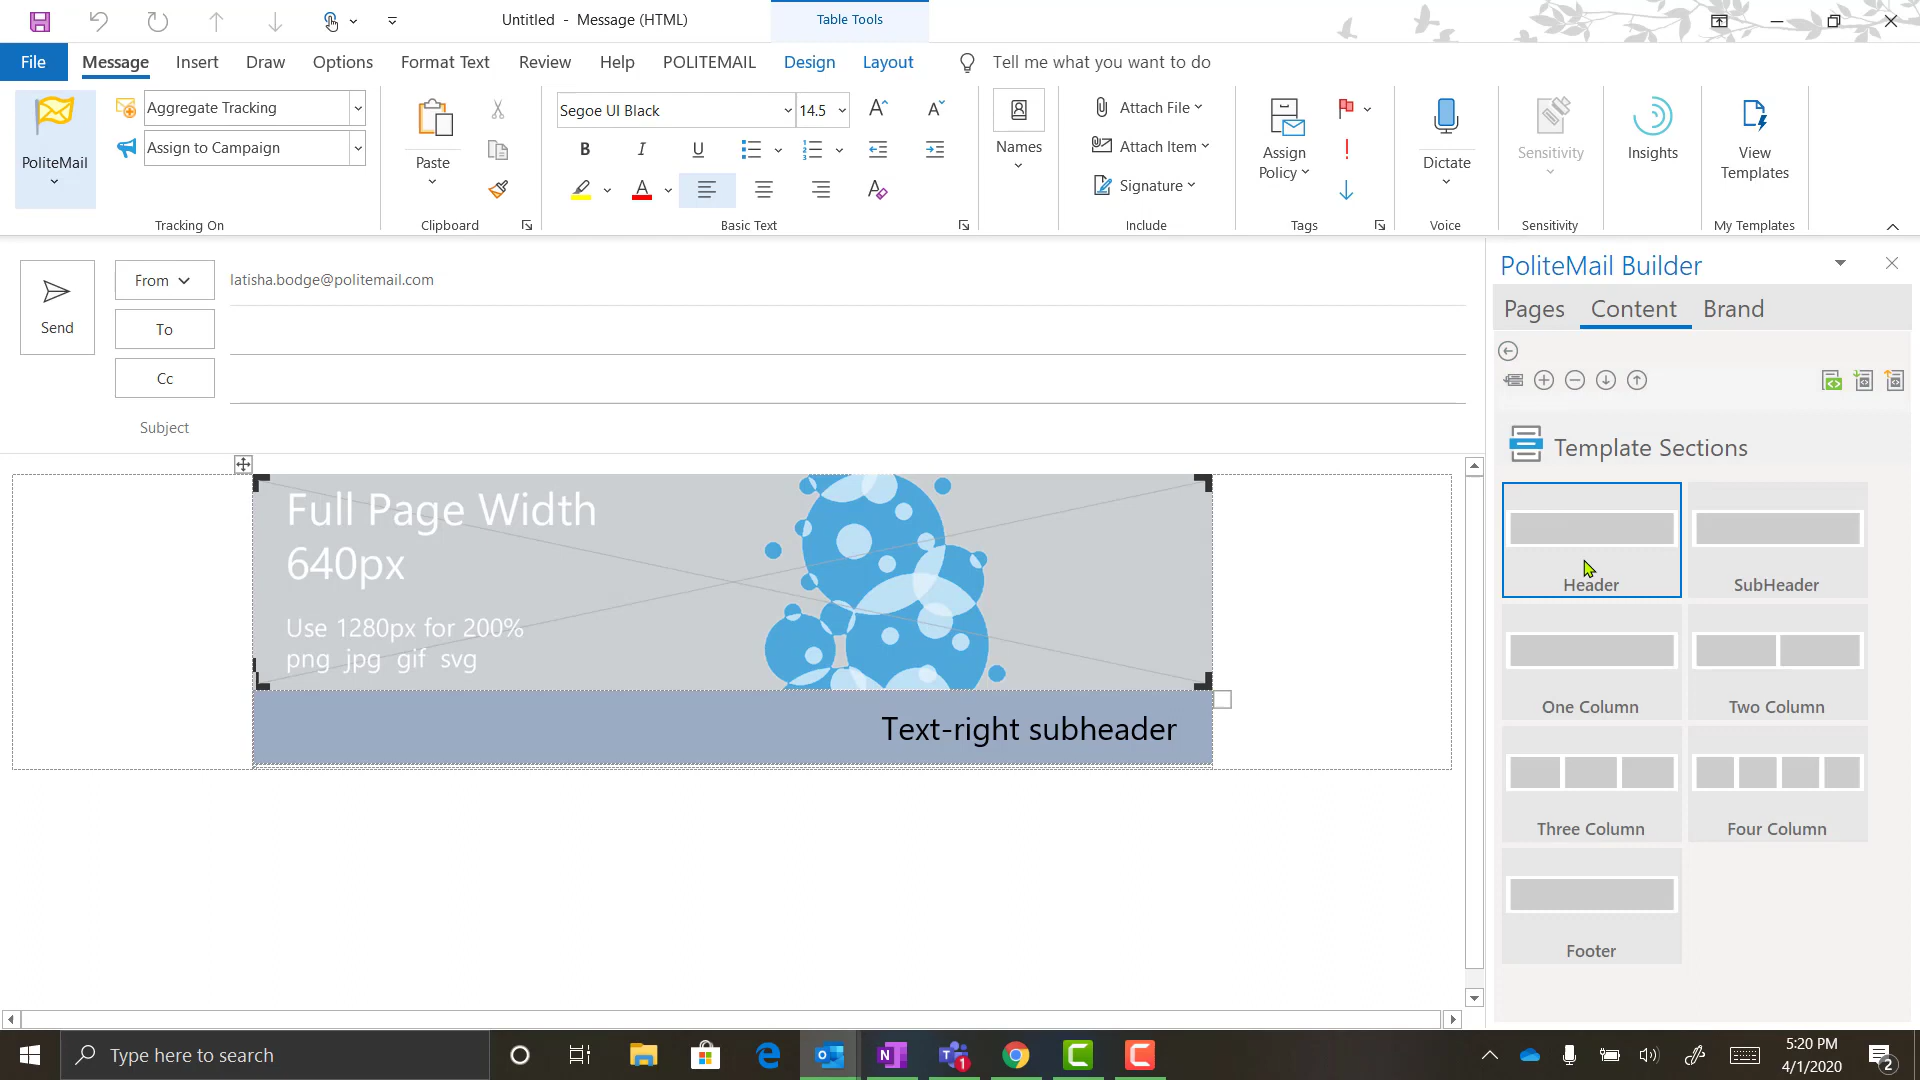 Untitled - Message (HTML)
Table Tools
File
Message
Insert
Draw
Options
Format Text
Review
Help
POLITEMAIL
Design
Layout
Tell me what you want to do
PoliteMail
Aggregate Tracking
Assign to Campaign
Tracking On
Paste
Clipboard
Segoe UI Black
14.5
B I U
A
Basic Text
Names
Attach File
Attach Item
Signature
Include
Assign
Policy
Tags
Dictate
Voice
Sensitivity
Sensitivity
Insights
View
Templates
My Templates
Send
From
latisha.bodge@politemail.com
To
Cc
Subject
Full Page Width
640px
Use 1280px for 200%
png jpg gif svg
Text-right subheader
PoliteMail Builder
Pages
Content
Brand
Template Sections
Header
SubHeader
One Column
Two Column
Three Column
Four Column
Footer
Type here to search
5:20 PM
4/1/2020
2